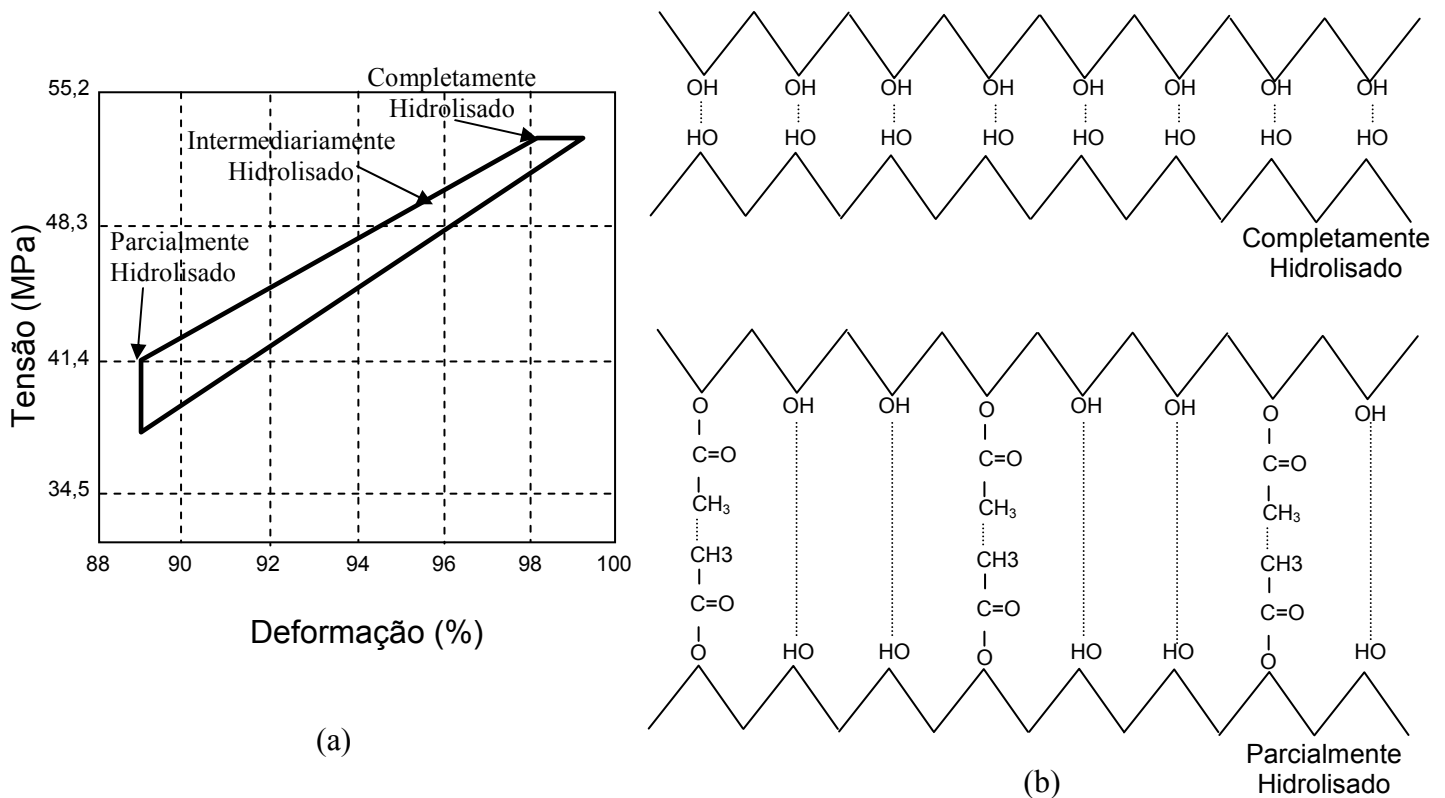 Tensão (MPa)
55,2
48,3
41,4
34,5
Completamente
Hidrolisado
Intermediariamente
Hidrolisado
Parcialmente
Hidrolisado
88 90 92 94 96 98 100
Deformação (%)
(a)
OH OH OH OH OH OH OH OH
HO HO HO HO HO HO HO HO
Completamente
Hidrolisado
O OH OH O OH OH O OH
C=O C=O C=O
CH₃ CH₃ CH₃
CH3 CH3 CH3
C=O C=O C=O
O HO HO O HO HO O HO
Parcialmente
Hidrolisado
(b)